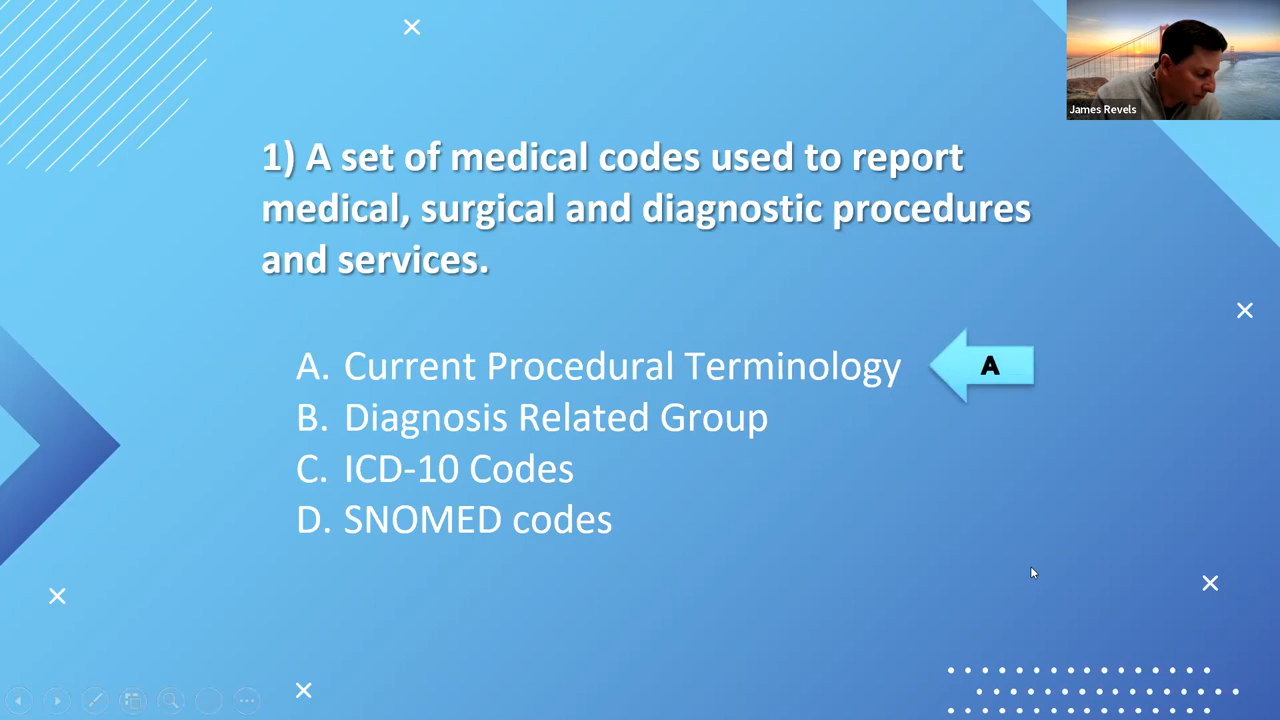 James Revels
1) A set of medical codes used to report
medical, surgical and diagnostic procedures
and services.
A. Current Procedural Terminology
A
B. Diagnosis Related Group
C. ICD-10 Codes
D. SNOMED codes